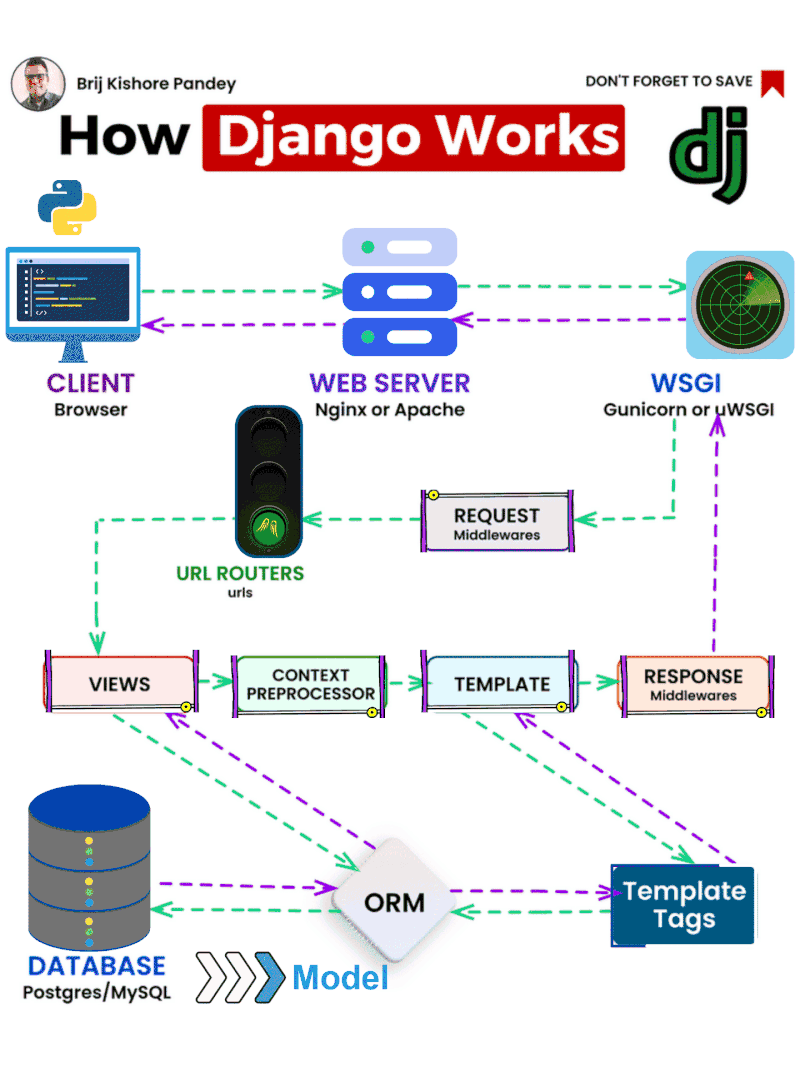 Brij Kishore Pandey
DON'T FORGET TO SAVE
How Django Works
dj
CLIENT
Browser
WEB SERVER
Nginx or Apache
WSGI
Gunicorn or uWSGI
REQUEST
Middlewares
URL ROUTERS
urls
VIEWS
CONTEXT
PREPROCESSOR
TEMPLATE
RESPONSE
Middlewares
ORM
Template
Tags
DATABASE
Postgres/MySQL
Model